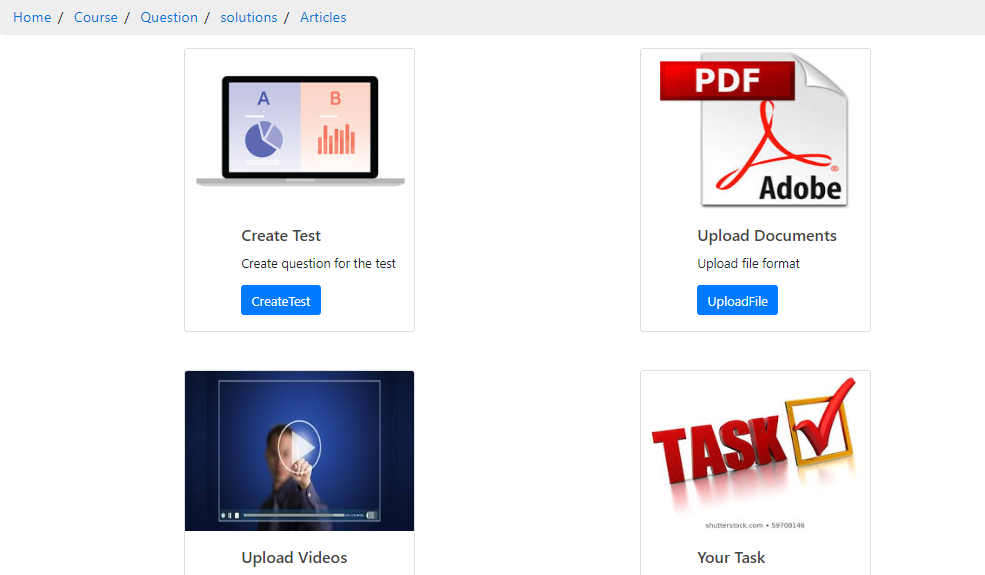 Home / Course / Question / solutions / Articles
A B
PDF
Adobe
Create Test
Create question for the test
CreateTest
Upload Documents
Upload file format
UploadFile
TASK
shutterstock.com • 59708146
Upload Videos
Your Task